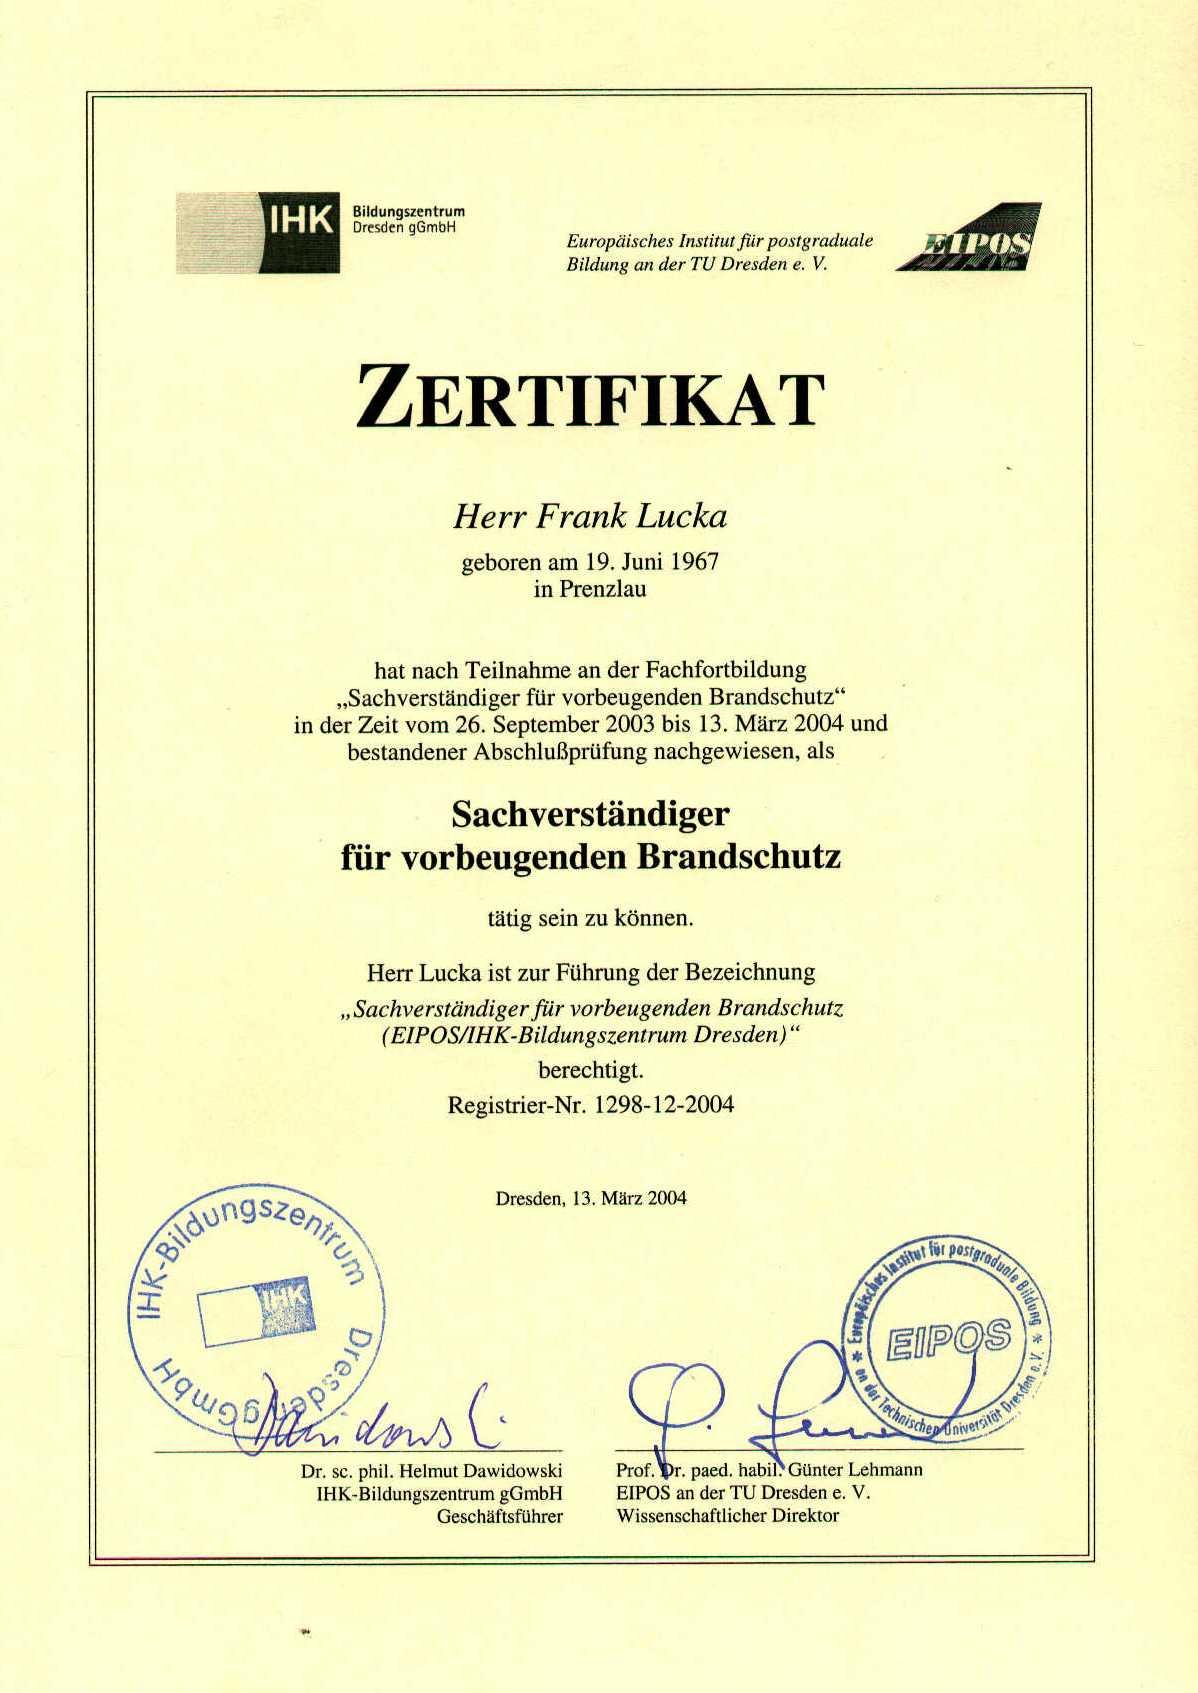 IHK
Bildungszentrum
Dresden gGmbH
Europäisches Institut für postgraduale
Bildung an der TU Dresden e. V.
EIPOS
ZERTIFIKAT
Herr Frank Lucka
geboren am 19. Juni 1967
in Prenzlau
hat nach Teilnahme an der Fachfortbildung
„Sachverständiger für vorbeugenden Brandschutz“
in der Zeit vom 26. September 2003 bis 13. März 2004 und
bestandener Abschlußprüfung nachgewiesen, als
Sachverständiger
für vorbeugenden Brandschutz
tätig sein zu können.
Herr Lucka ist zur Führung der Bezeichnung
„Sachverständiger für vorbeugenden Brandschutz
(EIPOS/IHK-Bildungszentrum Dresden)“
berechtigt.
Registrier-Nr. 1298-12-2004
Dresden, 13. März 2004
IHK-Bildungszentrum Dresden gGmbH
IHK
* Europäisches Institut für postgraduale Bildung *
an der Technischen Universität Dresden e.V.
EIPOS
Dr. sc. phil. Helmut Dawidowski
IHK-Bildungszentrum gGmbH
Geschäftsführer
Prof. Dr. paed. habil. Günter Lehmann
EIPOS an der TU Dresden e. V.
Wissenschaftlicher Direktor